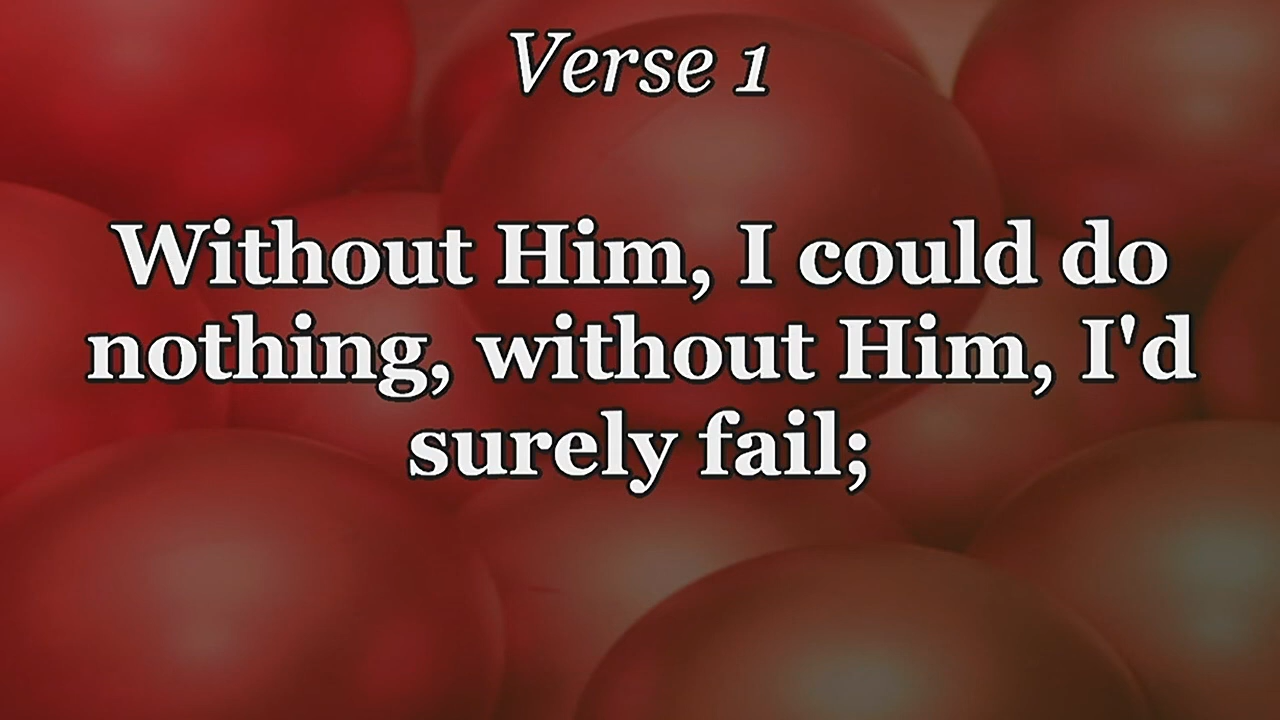 Verse 1
Without Him, I could do
nothing, without Him, I'd
surely fail;